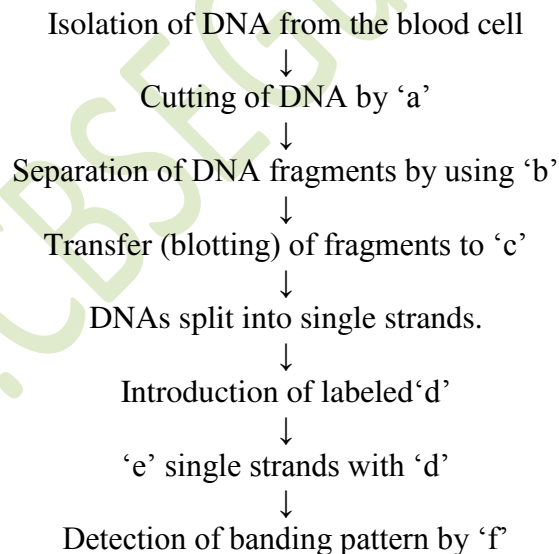 Isolation of DNA from the blood cell
↓
Cutting of DNA by ‘a’
↓
Separation of DNA fragments by using ‘b’
↓
Transfer (blotting) of fragments to ‘c’
↓
DNAs split into single strands.
↓
Introduction of labeled‘d’
↓
‘e’ single strands with ‘d’
↓
Detection of banding pattern by ‘f’